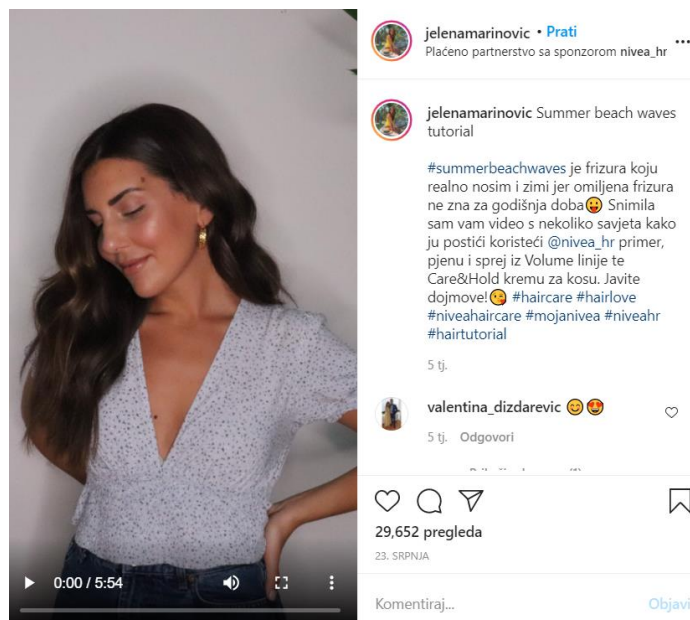 jelenamarinovic • Prati
Plaćeno partnerstvo sa sponzorom nivea_hr
jelenamarinovic Summer beach waves
tutorial
#summerbeachwaves je frizura koju
realno nosim i zimi jer omiljena frizura
ne zna za godišnja doba😛 Snimila
sam vam video s nekoliko savjeta kako
ju postići koristeći @nivea_hr primer,
pjenu i sprej iz Volume linije te
Care&Hold kremu za kosu. Javite
dojmove!😘 #haircare #hairlove
#niveahaircare #mojanivea #niveahr
#hairtutorial
5 tj.
valentina_dizdarevic 😊😍
5 tj. Odgovori
29,652 pregleda
23. SRPNJA
0:00 / 5:54
Komentiraj...
Objavi